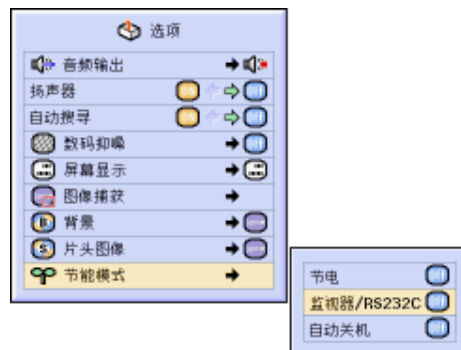 选项
音频输出
扬声器
自动搜寻
数码抑噪
屏幕显示
图像捕获
背景
片头图像
节能模式
节电
监视器/RS232C
自动关机